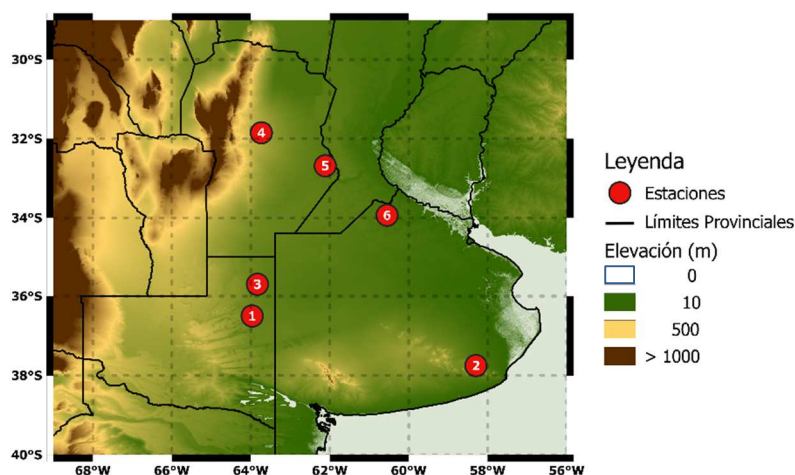 30°S
32°S
34°S
36°S
38°S
40°S
68°W
66°W
64°W
62°W
60°W
58°W
56°W
4
5
6
3
1
2
Leyenda
Estaciones
Límites Provinciales
Elevación (m)
0
10
500
> 1000